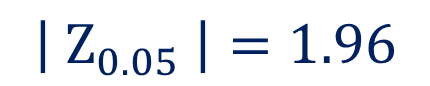 | Z₀.₀₅ | = 1.96